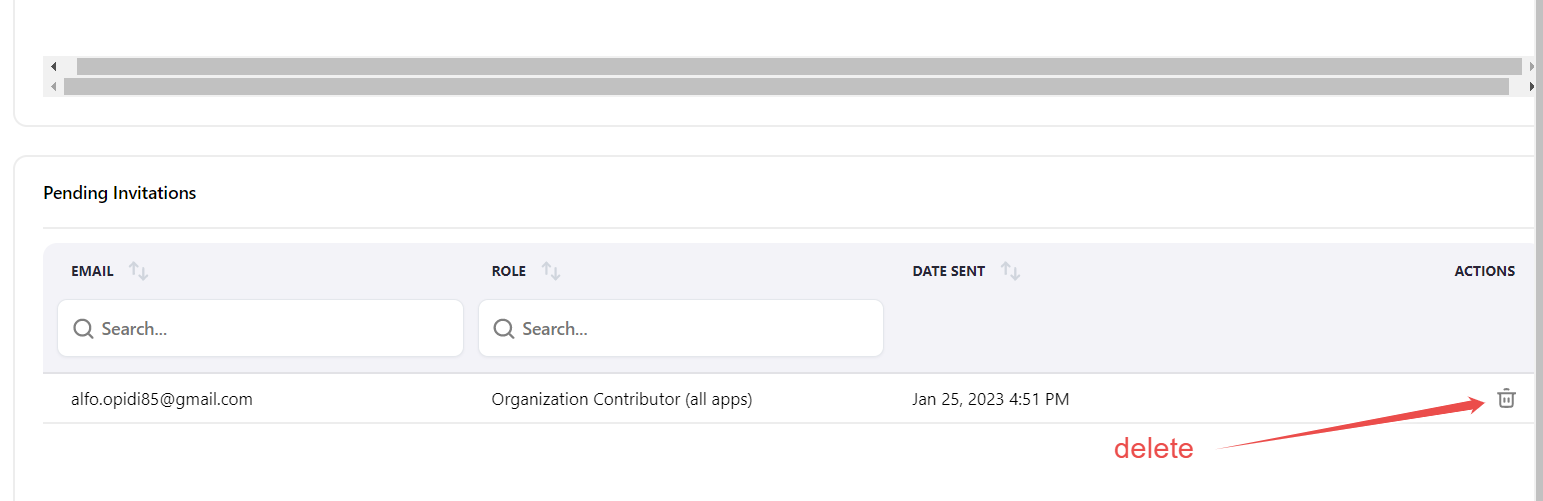 Pending Invitations
EMAIL ROLE DATE SENT ACTIONS
Search... Search...
alfo.opidi85@gmail.com Organization Contributor (all apps) Jan 25, 2023 4:51 PM
delete